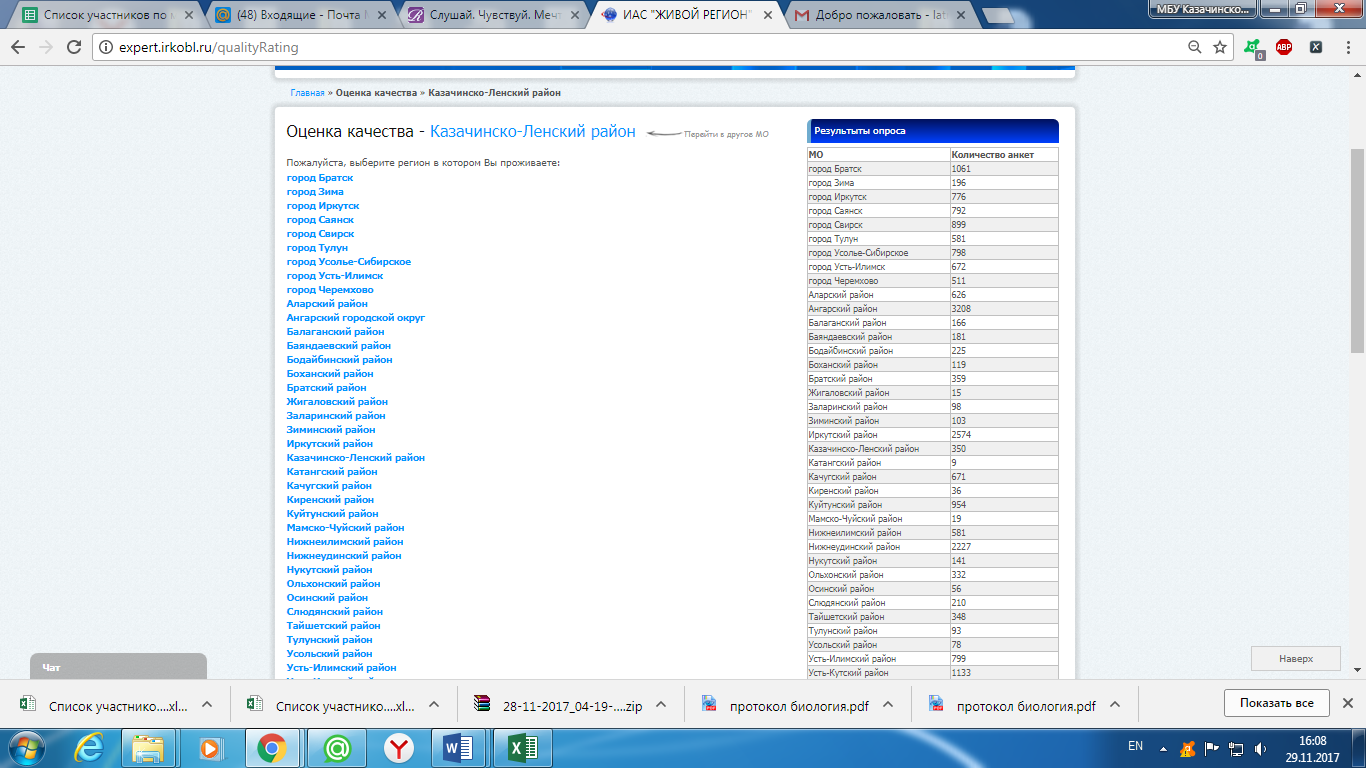 Список участников по м
(48) Входящие - Почта M
Слушай. Чувствуй. Мечт
ИАС "ЖИВОЙ РЕГИОН"
Добро пожаловать - lat
МБУ Казачинско...
expert.irkobl.ru/qualityRating
0
ABP
X
Главная » Оценка качества » Казачинско-Ленский район
Оценка качества - Казачинско-Ленский район
Перейти в другое МО
Пожалуйста, выберите регион в котором Вы проживаете:
город Братск
город Зима
город Иркутск
город Саянск
город Свирск
город Тулун
город Усолье-Сибирское
город Усть-Илимск
город Черемхово
Аларский район
Ангарский городской округ
Балаганский район
Баяндаевский район
Бодайбинский район
Боханский район
Братский район
Жигаловский район
Заларинский район
Зиминский район
Иркутский район
Казачинско-Ленский район
Катангский район
Качугский район
Киренский район
Куйтунский район
Мамско-Чуйский район
Нижнеилимский район
Нижнеудинский район
Нукутский район
Ольхонский район
Осинский район
Слюдянский район
Тайшетский район
Тулунский район
Усольский район
Усть-Илимский район
Результыты опроса
МО Количество анкет
город Братск 1061
город Зима 196
город Иркутск 776
город Саянск 792
город Свирск 899
город Тулун 581
город Усолье-Сибирское 798
город Усть-Илимск 672
город Черемхово 511
Аларский район 626
Ангарский район 3208
Балаганский район 166
Баяндаевский район 181
Бодайбинский район 225
Боханский район 119
Братский район 359
Жигаловский район 15
Заларинский район 98
Зиминский район 103
Иркутский район 2574
Казачинско-Ленский район 350
Катангский район 9
Качугский район 671
Киренский район 36
Куйтунский район 954
Мамско-Чуйский район 19
Нижнеилимский район 581
Нижнеудинский район 2227
Нукутский район 141
Ольхонский район 332
Осинский район 56
Слюдянский район 210
Тайшетский район 348
Тулунский район 93
Усольский район 78
Усть-Илимский район 799
Усть-Кутский район 1133
Чат
Наверх
Список участнико....xl...
Список участнико....xl...
28-11-2017_04-19-....zip
протокол биология.pdf
протокол биология.pdf
Показать все
EN
16:08
29.11.2017